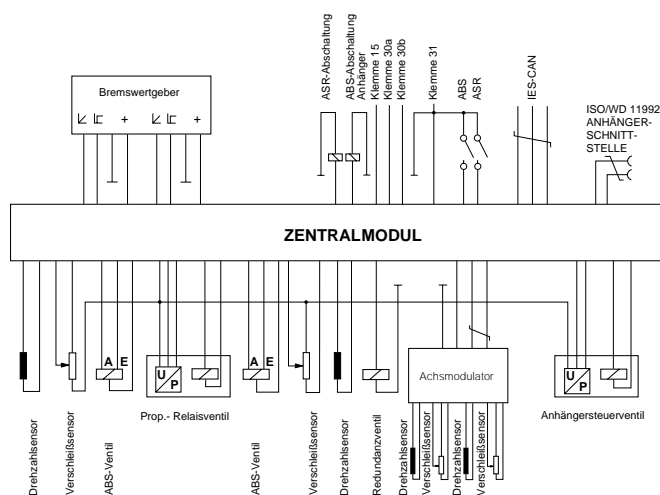 Bremswertgeber
+
+
ASR-Abschaltung
ABS-Abschaltung
Anhänger
Klemme 15
Klemme 30a
Klemme 30b
Klemme 31
ABS
ASR
IES-CAN
ISO/WD 11992
ANHÄNGER-
SCHNITT-
STELLE
ZENTRALMODUL
A E
U
P
A E
U
P
Achsmodulator
Drehzahlsensor
Verschleißsensor
ABS-Ventil
Prop.- Relaisventil
ABS-Ventil
Verschleißsensor
Drehzahlsensor
Redundanzventil
Drehzahlsensor
Verschleißsensor
Drehzahlsensor
Verschleißsensor
Anhängersteuerventil